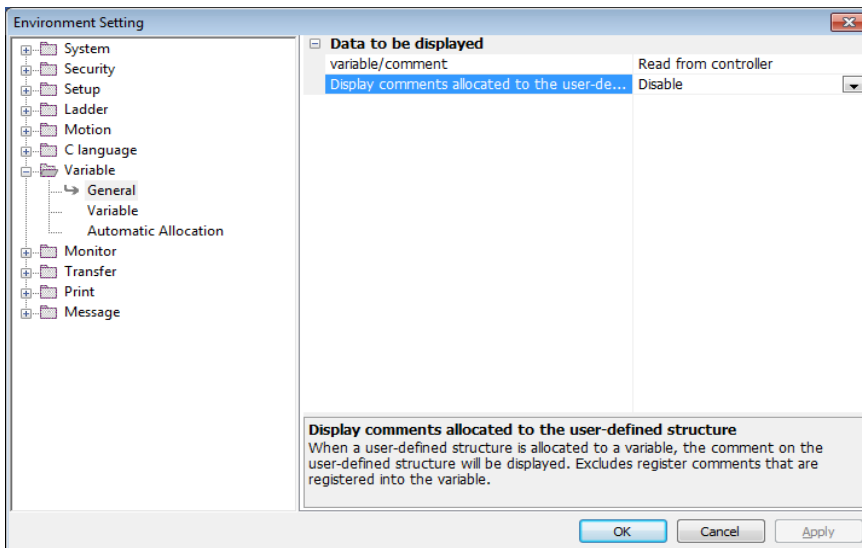 Environment Setting
System
Security
Setup
Ladder
Motion
C language
Variable
General
Variable
Automatic Allocation
Monitor
Transfer
Print
Message
Data to be displayed
variable/comment Read from controller
Display comments allocated to the user-de... Disable
Display comments allocated to the user-defined structure
When a user-defined structure is allocated to a variable, the comment on the
user-defined structure will be displayed. Excludes register comments that are
registered into the variable.
OK Cancel Apply